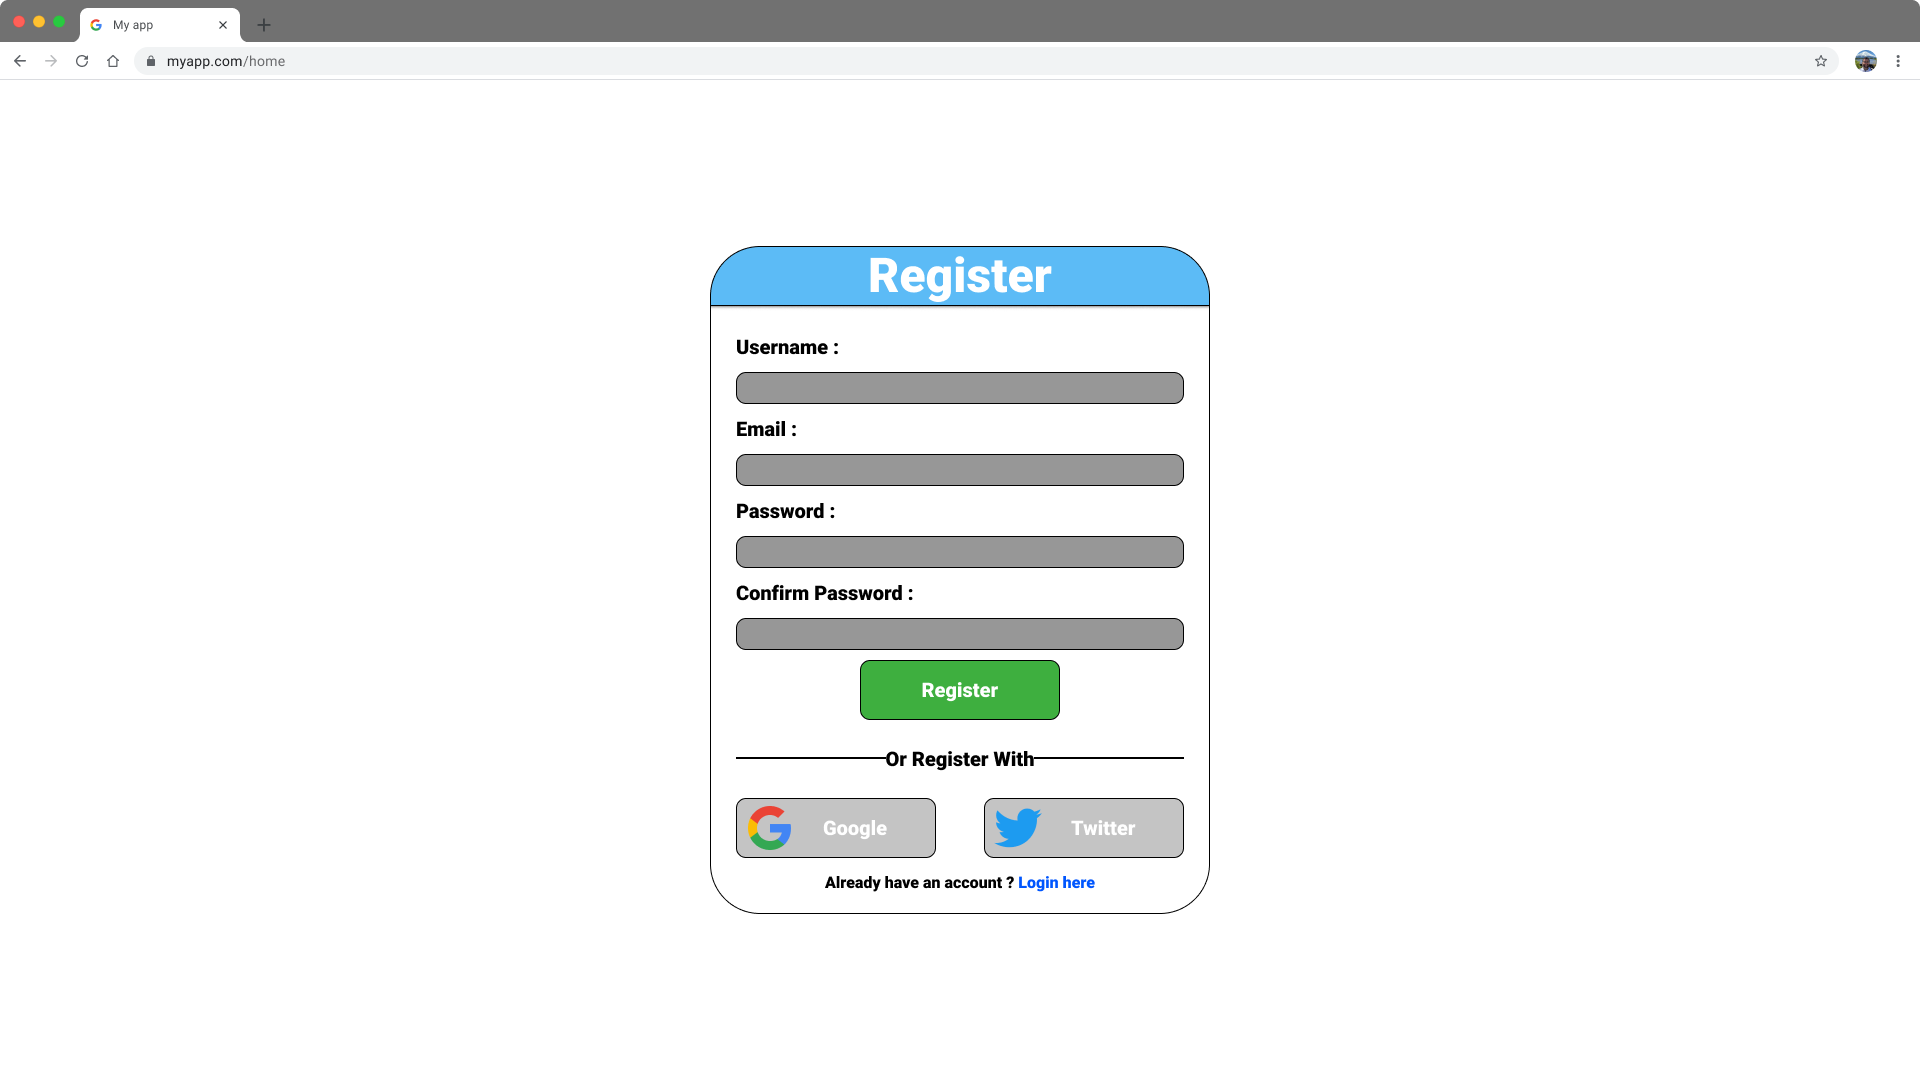 My app
myapp.com/home
Register
Username :
Email :
Password :
Confirm Password :
Register
Or Register With
Google
Twitter
Already have an account ? Login here